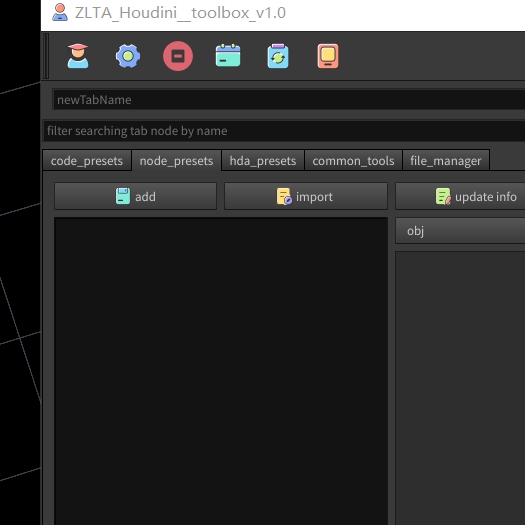 ZLTA_Houdini__toolbox_v1.0
newTabName
filter searching tab node by name
code_presets node_presets hda_presets common_tools file_manager
add import update info
obj